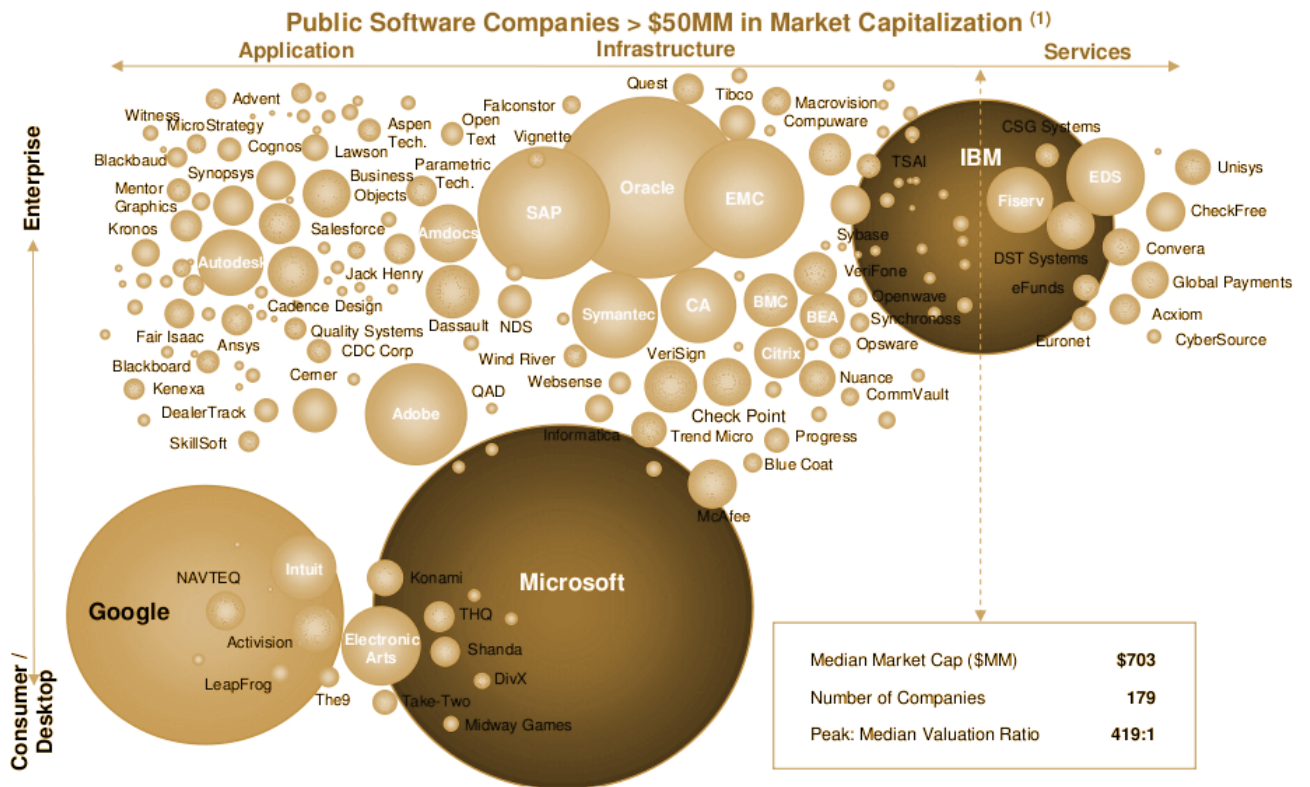 Public Software Companies > $50MM in Market Capitalization (1)
Application
Infrastructure
Services
Enterprise
Consumer /
Desktop
Advent
Witness
MicroStrategy
Blackbaud
Cognos
Lawson
Aspen
Tech.
Open
Text
Falconstor
Vignette
Quest
Tibco
Macrovision
Compuware
CSG Systems
TSAI
IBM
EDS
Unisys
Synopsys
Business
Objects
Parametric
Tech.
Mentor
Graphics
Kronos
Salesforce
Amdocs
SAP
Oracle
EMC
Fiserv
CheckFree
Sybase
Autodesk
Jack Henry
Cadence Design
Dassault
NDS
Symantec
CA
BMC
VeriFone
BEA
Openwave
Synchronoss
DST Systems
Convera
eFunds
Global Payments
Acxiom
Euronet
CyberSource
Fair Isaac
Ansys
Quality Systems
CDC Corp
Wind River
VeriSign
Citrix
Opsware
Blackboard
Kenexa
Cerner
Websense
Nuance
QAD
Adobe
Check Point
CommVault
DealerTrack
SkillSoft
Informatica
Trend Micro
Progress
Blue Coat
McAfee
NAVTEQ
Intuit
Konami
Microsoft
Google
THQ
Activision
Electronic
Arts
Shanda
LeapFrog
The9
DivX
Take-Two
Midway Games
Median Market Cap ($MM) $703
Number of Companies 179
Peak: Median Valuation Ratio 419:1